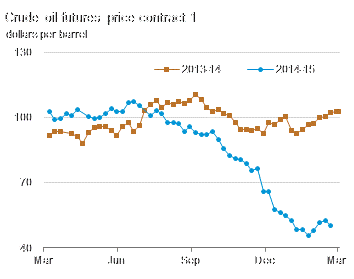 Crude oil futures price contract 1
dollars per barrel
130
2013-14 2014-15
100
70
40
Mar Jun Sep Dec Mar